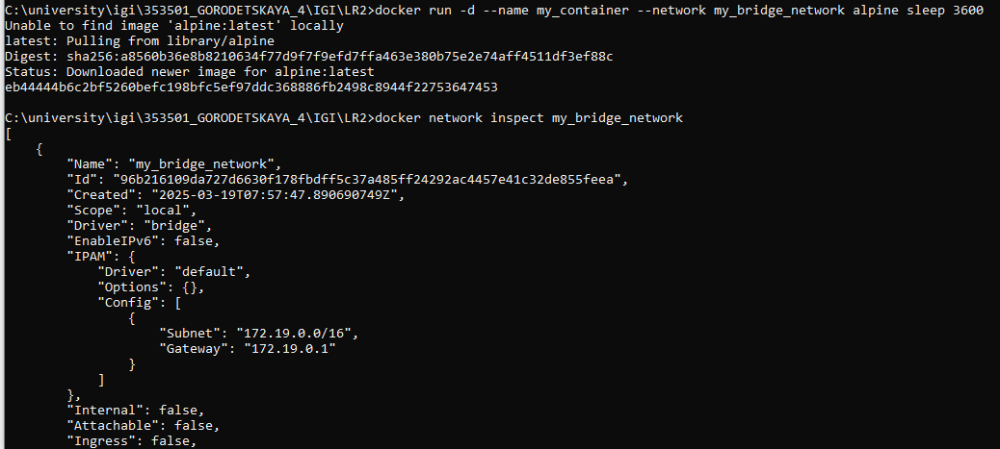 C:\university\igi\353501_GORODETSKAYA_4\IGI\LR2>docker run -d --name my_container --network my_bridge_network alpine sleep 3600
Unable to find image 'alpine:latest' locally
latest: Pulling from library/alpine
Digest: sha256:a8560b36e8b8210634f77d9f7f9efd7ffa463e380b75e2e74aff4511df3ef88c
Status: Downloaded newer image for alpine:latest
eb44444b6c2bf5260befc198bfc5ef97ddc368886fb2498c8944f22753647453
C:\university\igi\353501_GORODETSKAYA_4\IGI\LR2>docker network inspect my_bridge_network
[
    {
        "Name": "my_bridge_network",
        "Id": "96b216109da727d6630f178fbdff5c37a485ff24292ac4457e41c32de855feea",
        "Created": "2025-03-19T07:57:47.890690749Z",
        "Scope": "local",
        "Driver": "bridge",
        "EnableIPv6": false,
        "IPAM": {
            "Driver": "default",
            "Options": {},
            "Config": [
                {
                    "Subnet": "172.19.0.0/16",
                    "Gateway": "172.19.0.1"
                }
            ]
        },
        "Internal": false,
        "Attachable": false,
        "Ingress": false,